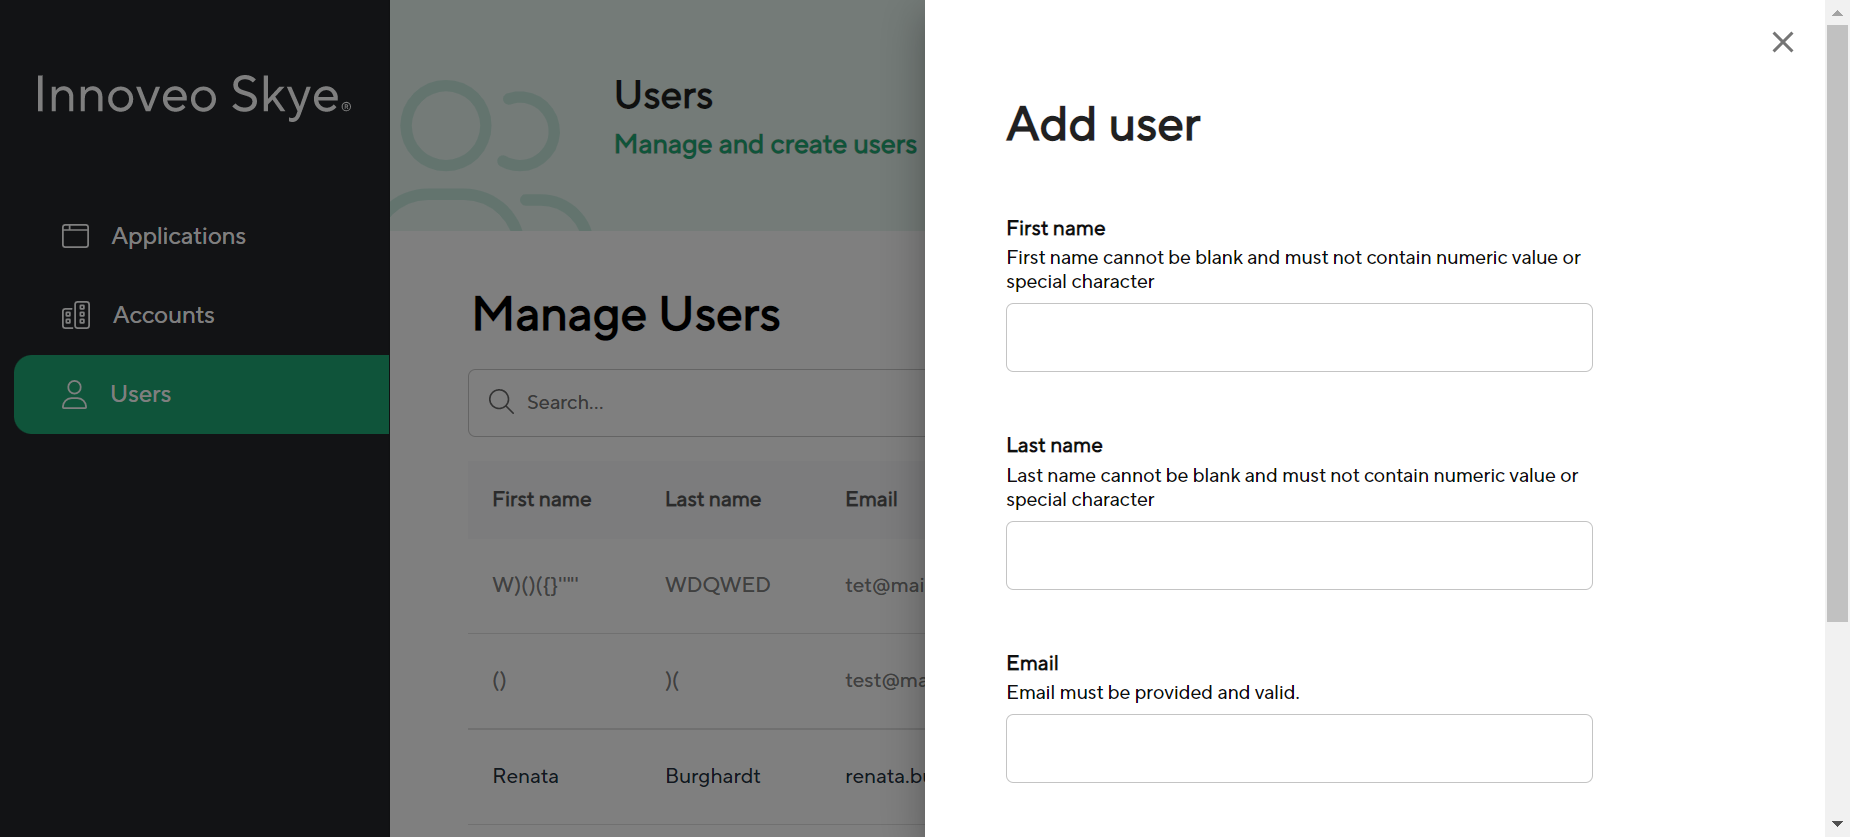 Innoveo Skye®
Applications
Accounts
Users
Users
Manage and create users
Manage Users
Search...
First name Last name Email
W)()({}""' WDQWED tet@mai
() )( test@ma
Renata Burghardt renata.bu
Add user
First name
First name cannot be blank and must not contain numeric value or
special character
Last name
Last name cannot be blank and must not contain numeric value or
special character
Email
Email must be provided and valid.